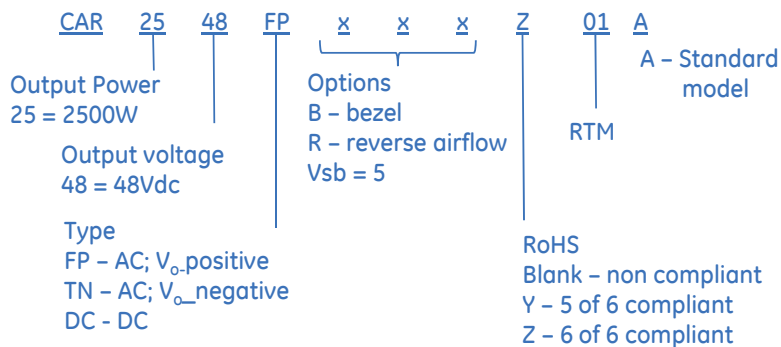 CAR 25 48 FP x x x Z 01 A
A – Standard
model
Output Power
25 = 2500W
Options
B – bezel
R – reverse airflow
Vsb = 5
RTM
Output voltage
48 = 48Vdc
Type
FP – AC; Vo-positive
TN – AC; Vo_negative
DC - DC
RoHS
Blank – non compliant
Y – 5 of 6 compliant
Z – 6 of 6 compliant